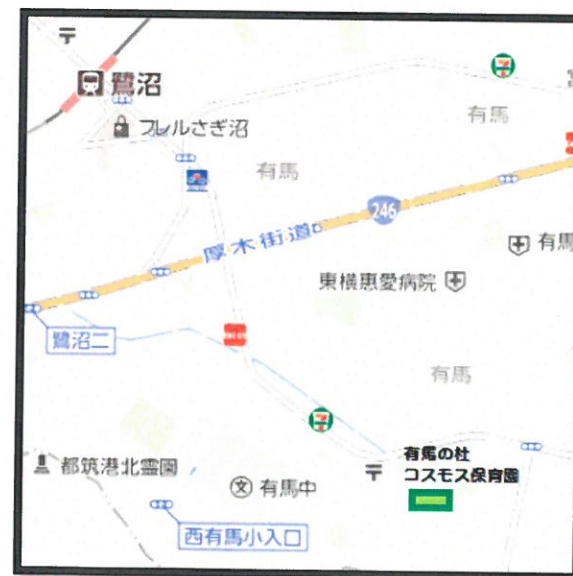 鷺沼
フレルさぎ沼
有馬
有馬
246
厚木街道
有馬
東横惠愛病院
鷺沼二
有馬
有馬の杜
コスモス保育園
都筑港北霊園
有馬中
西有馬小入口